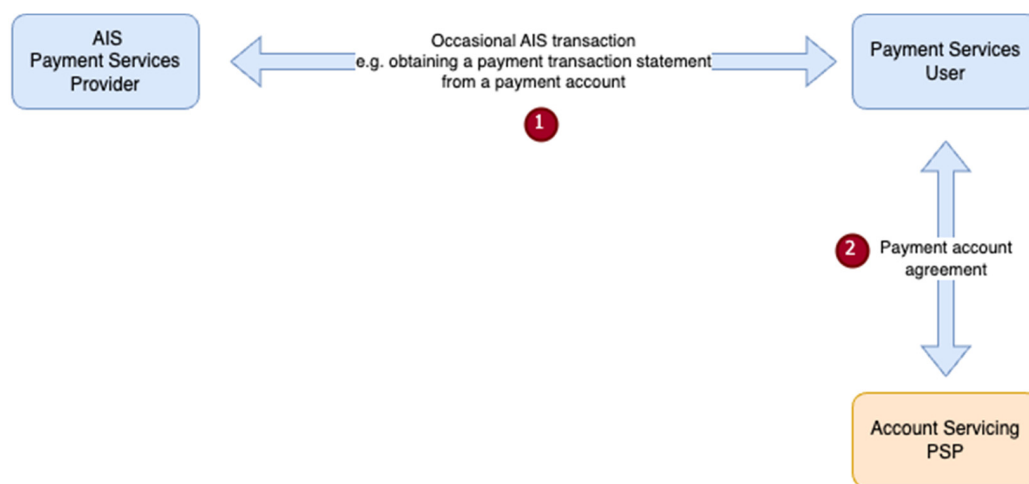 AIS
Payment Services
Provider
Occasional AIS transaction
e.g. obtaining a payment transaction statement
from a payment account
1
Payment Services
User
2
Payment account
agreement
Account Servicing
PSP